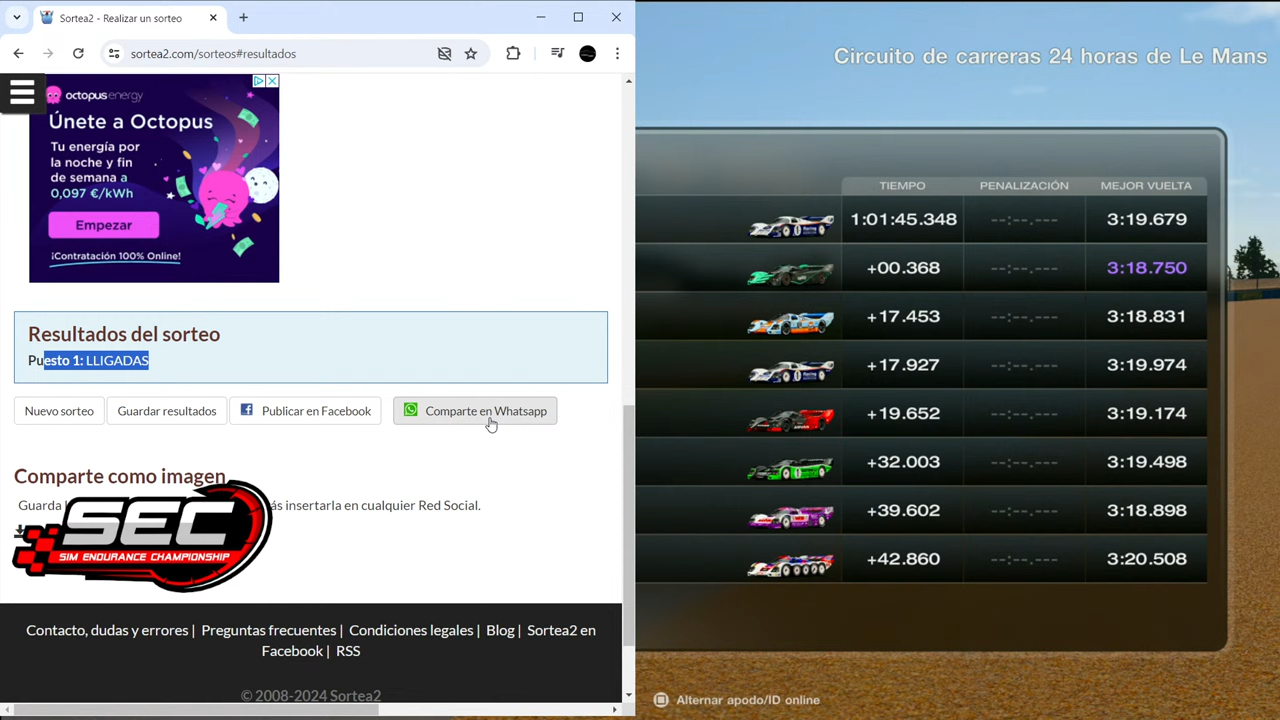 Sortea2 - Realizar un sorteo
sortea2.com/sorteos#resultados
octopus energy
Únete a Octopus
Tu energía por
la noche y fin
de semana a
0,097 €/kWh
Empezar
¡Contratación 100% Online!
Resultados del sorteo
Puesto 1: LLIGADAS
Nuevo sorteo
Guardar resultados
Publicar en Facebook
Comparte en Whatsapp
Comparte como imagen
Guarda
ás insertarla en cualquier Red Social.
SEC
SIM ENDURANCE CHAMPIONSHIP
Contacto, dudas y errores | Preguntas frecuentes | Condiciones legales | Blog | Sortea2 en
Facebook | RSS
© 2008-2024 Sortea2
Circuito de carreras 24 horas de Le Mans
TIEMPO PENALIZACIÓN MEJOR VUELTA
1:01:45.348 --:--.--- 3:19.679
+00.368 --:--.--- 3:18.750
+17.453 --:--.--- 3:18.831
+17.927 --:--.--- 3:19.974
+19.652 --:--.--- 3:19.174
+32.003 --:--.--- 3:19.498
+39.602 --:--.--- 3:18.898
+42.860 --:--.--- 3:20.508
Alternar apodo/ID online